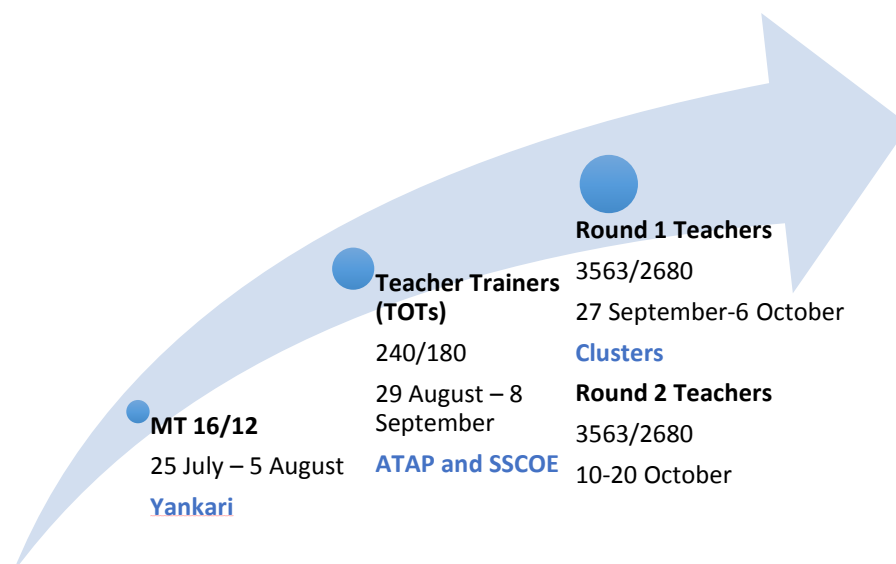 MT 16/12
25 July – 5 August
Yankari
Teacher Trainers
(TOTs)
240/180
29 August – 8
September
ATAP and SSCOE
Round 1 Teachers
3563/2680
27 September-6 October
Clusters
Round 2 Teachers
3563/2680
10-20 October